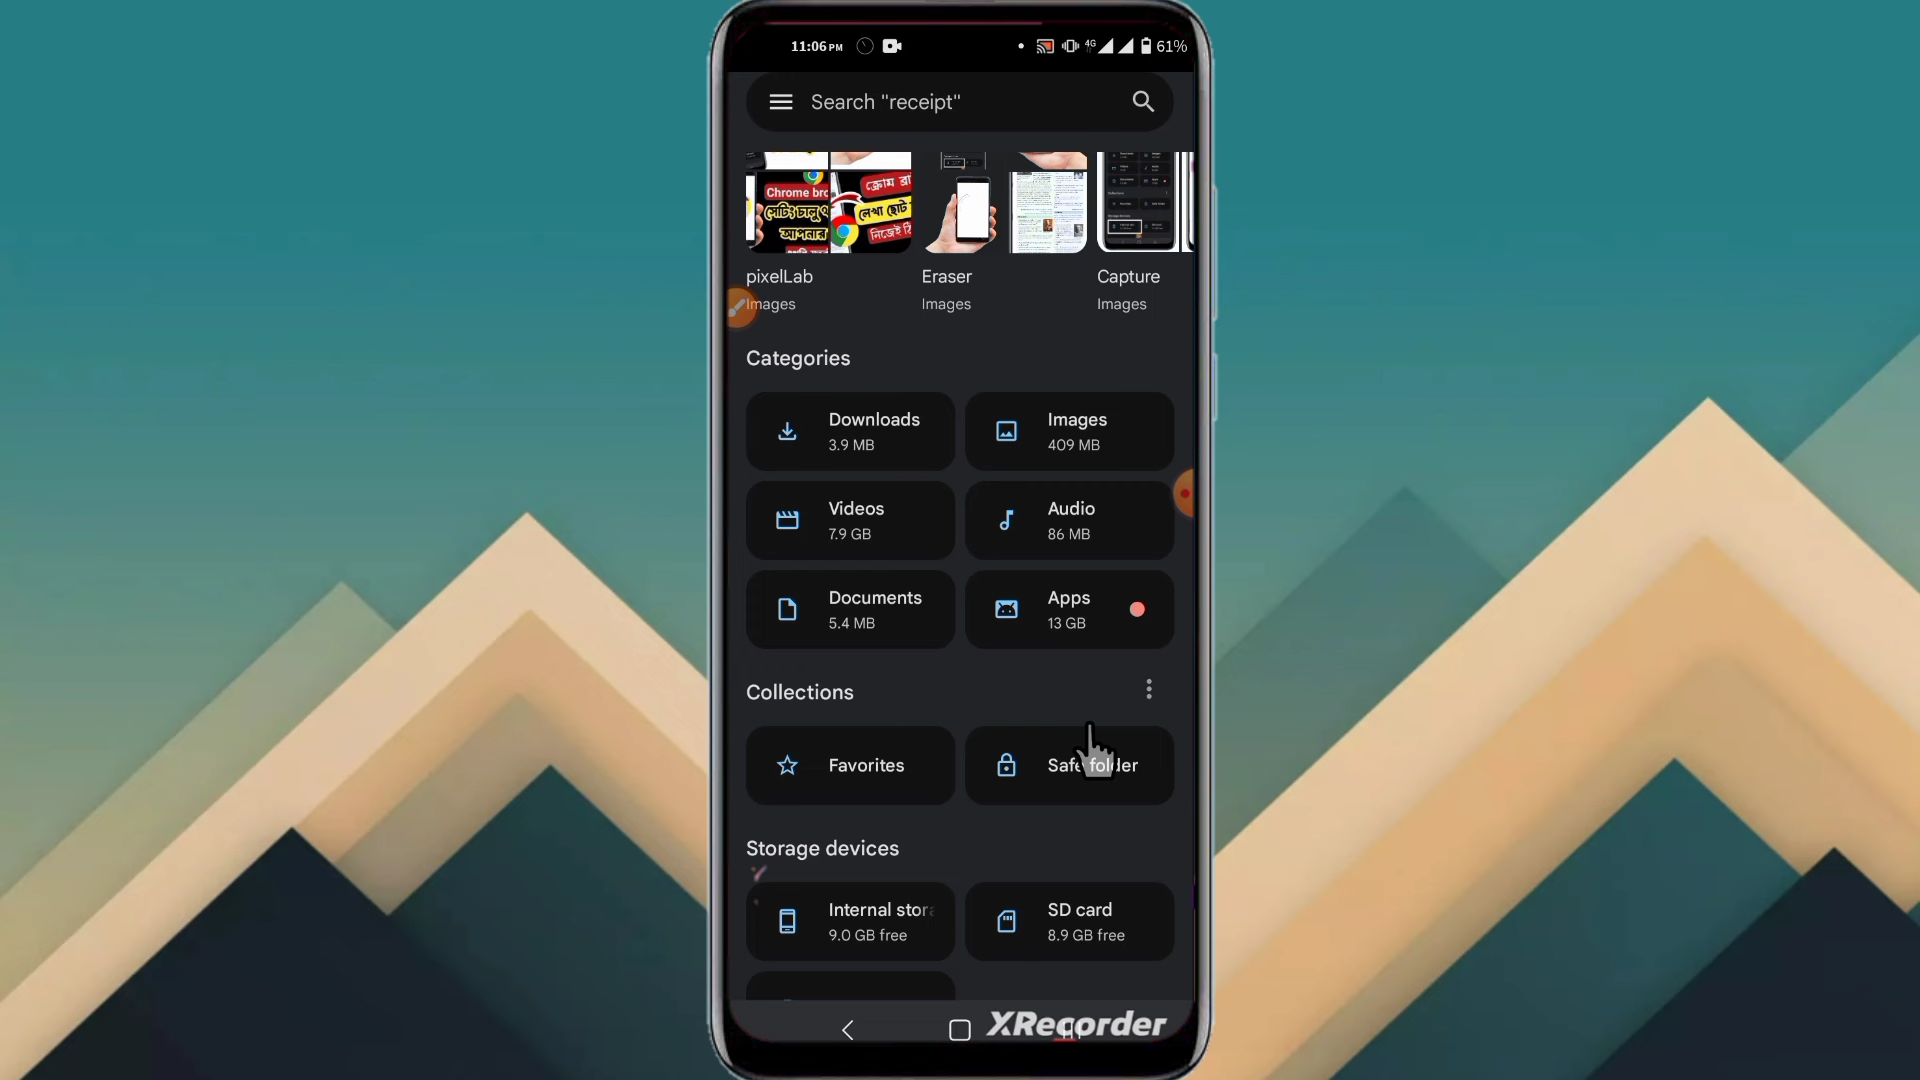 11:06 PM
4G
61%
Search "receipt"
Chrome
সেটিং চালু
আপনার
ক্রোম
লেখা ছোট
নিজেই
pixelLab
Eraser
Capture
Images
Images
Images
Categories
Downloads
3.9 MB
Images
409 MB
Videos
7.9 GB
Audio
86 MB
Documents
5.4 MB
Apps
13 GB
Collections
Favorites
Safe folder
Storage devices
Internal
9.0 GB free
SD card
8.9 GB free
XRecorder